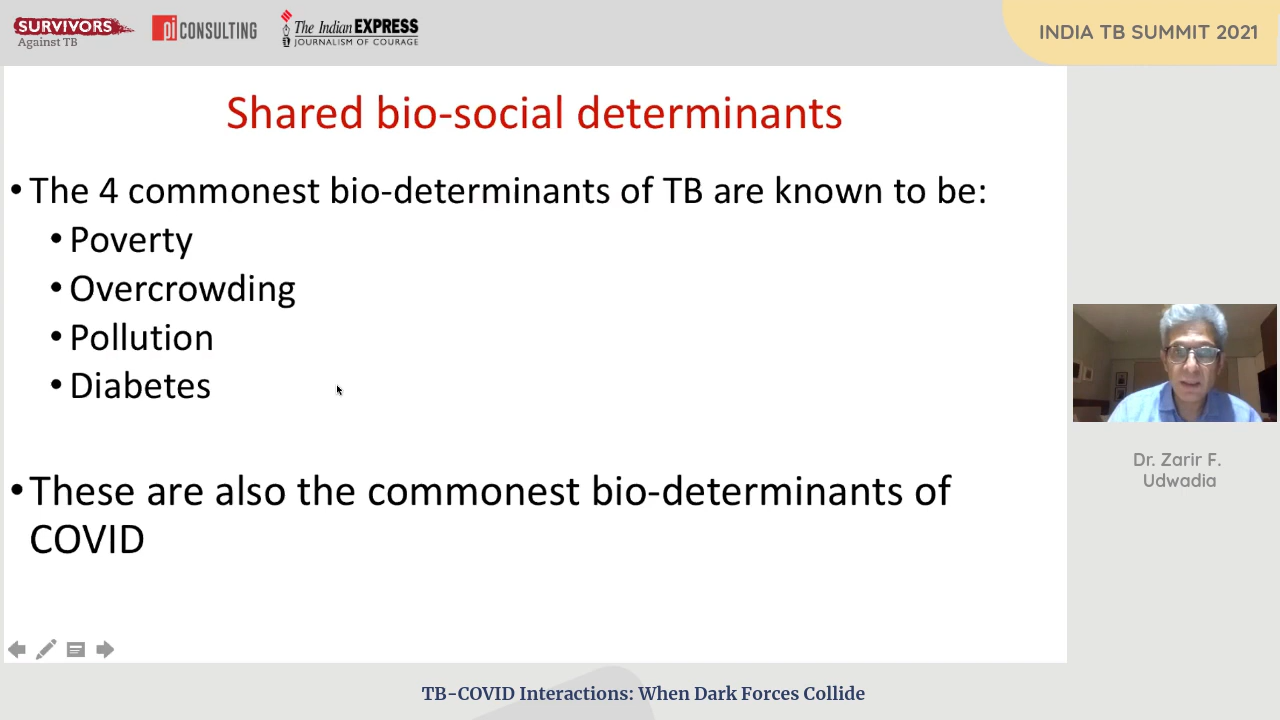 SURVIVORS
Against TB
pi CONSULTING
The Indian EXPRESS
JOURNALISM OF COURAGE
INDIA TB SUMMIT 2021
Shared bio-social determinants
• The 4 commonest bio-determinants of TB are known to be:
• Poverty
• Overcrowding
• Pollution
• Diabetes
• These are also the commonest bio-determinants of
COVID
Dr. Zarir F.
Udwadia
TB-COVID Interactions: When Dark Forces Collide